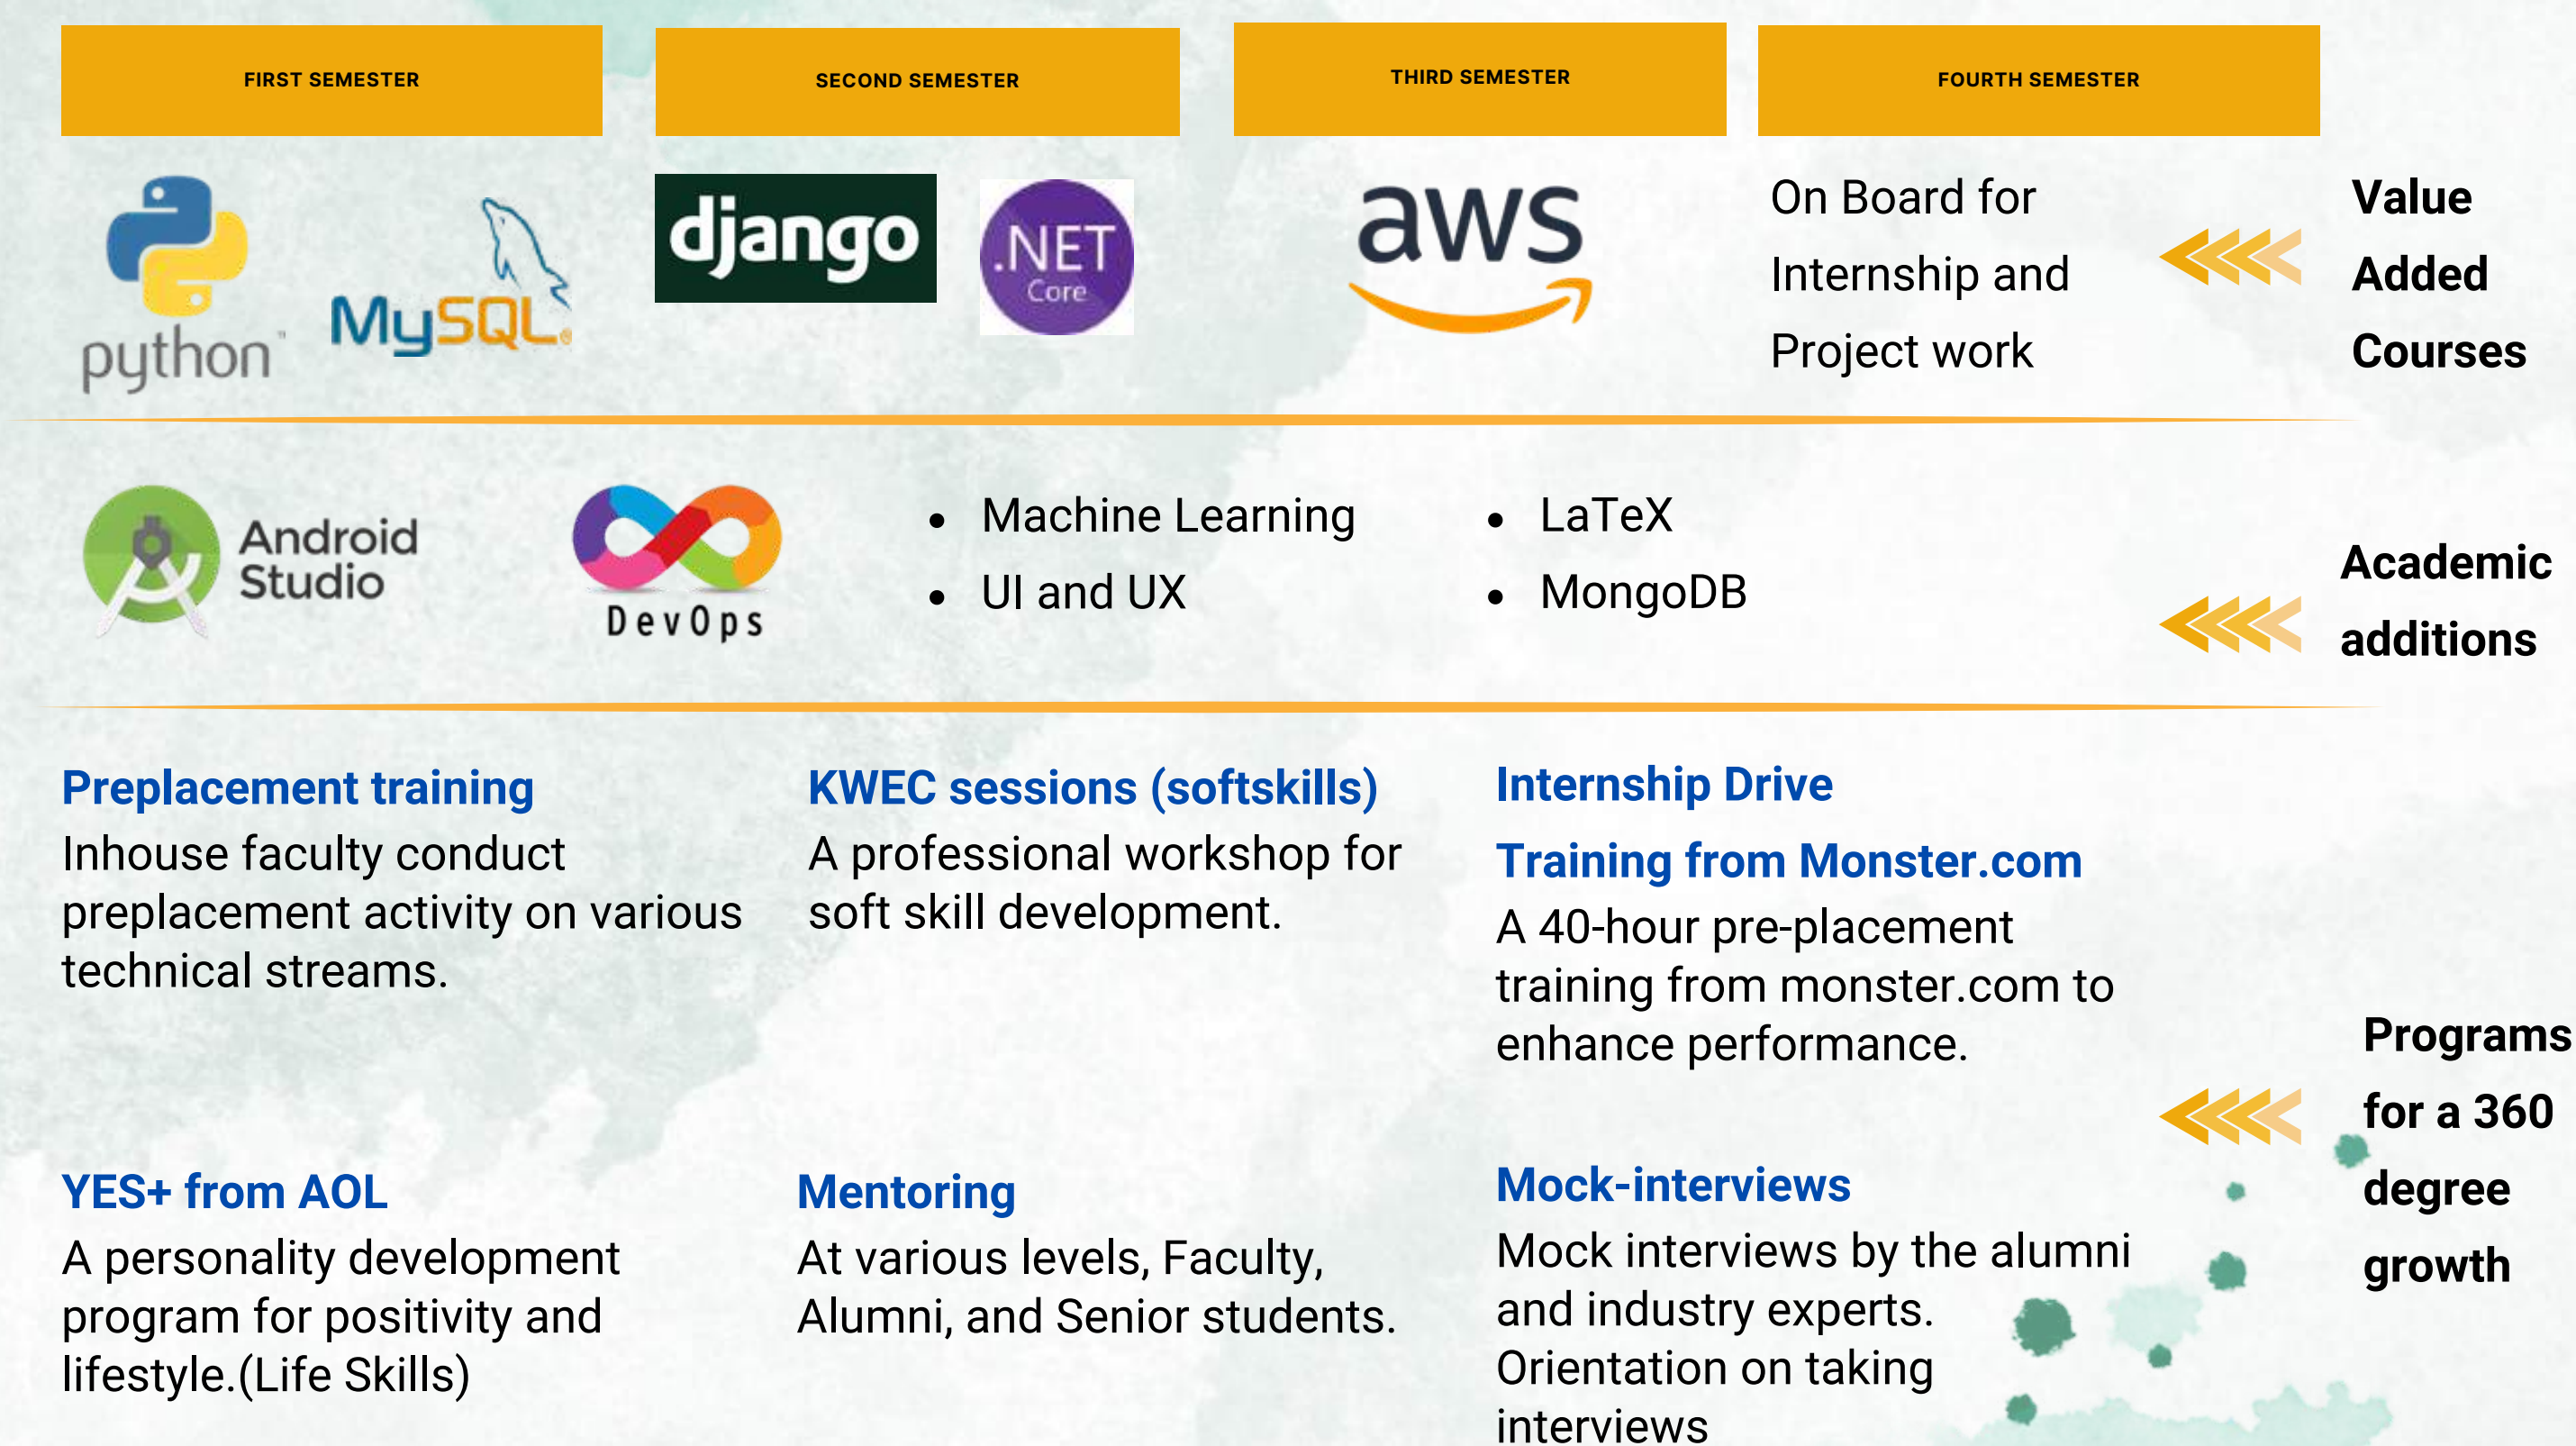 FIRST SEMESTER
SECOND SEMESTER
THIRD SEMESTER
FOURTH SEMESTER
python
MySQL
django
.NET
Core
aws
On Board for
Internship and
Project work
Value
Added
Courses
Android
Studio
DevOps
• Machine Learning
• UI and UX
• LaTeX
• MongoDB
Academic
additions
Preplacement training
Inhouse faculty conduct
preplacement activity on various
technical streams.
KWEC sessions (softskills)
A professional workshop for
soft skill development.
Internship Drive
Training from Monster.com
A 40-hour pre-placement
training from monster.com to
enhance performance.
YES+ from AOL
A personality development
program for positivity and
lifestyle.(Life Skills)
Mentoring
At various levels, Faculty,
Alumni, and Senior students.
Mock-interviews
Mock interviews by the alumni
and industry experts.
Orientation on taking
interviews
Programs
for a 360
degree
growth